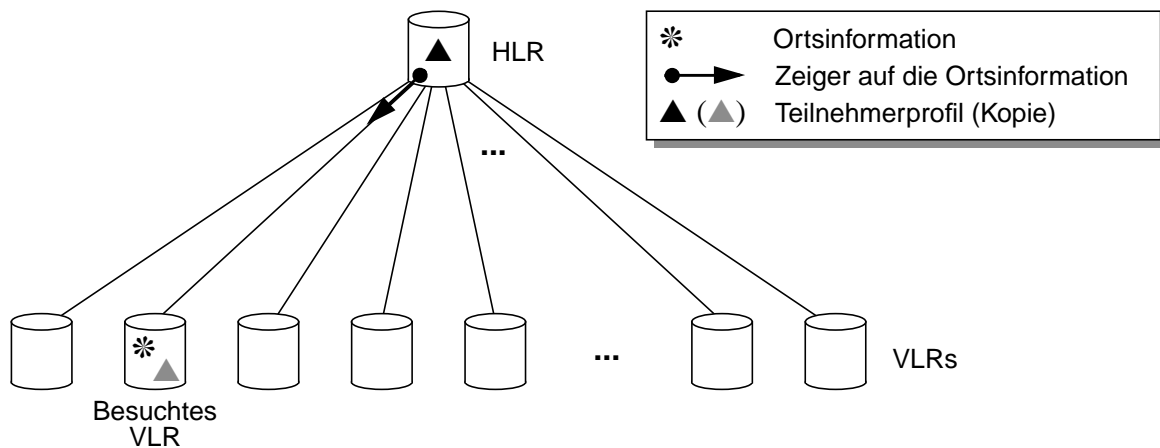 HLR
Ortsinformation
Zeiger auf die Ortsinformation
( ) Teilnehmerprofil (Kopie)
...
...
VLRs
Besuchtes
VLR